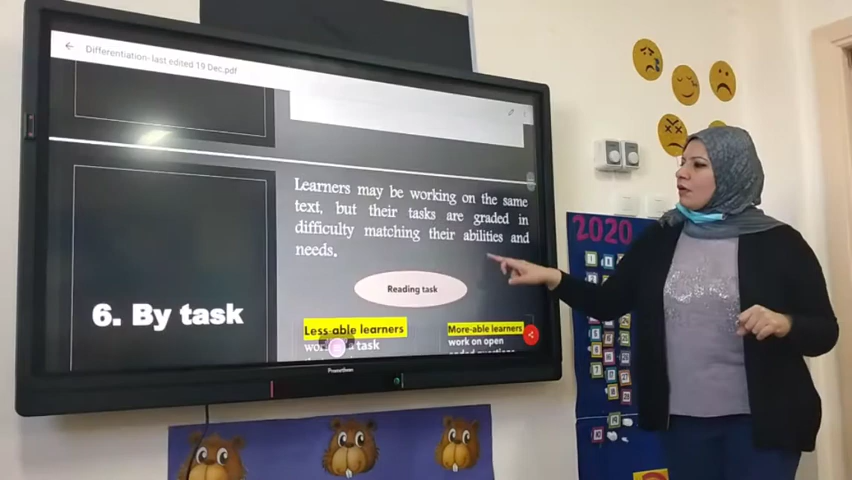 Differentiation-last edited 19 Dec.pdf
Learners may be working on the same
text, but their tasks are graded in
difficulty matching their abilities and
needs.
Reading task
6. By task
Less-able learners
task
More-able learners
work on open
Promethean
2020